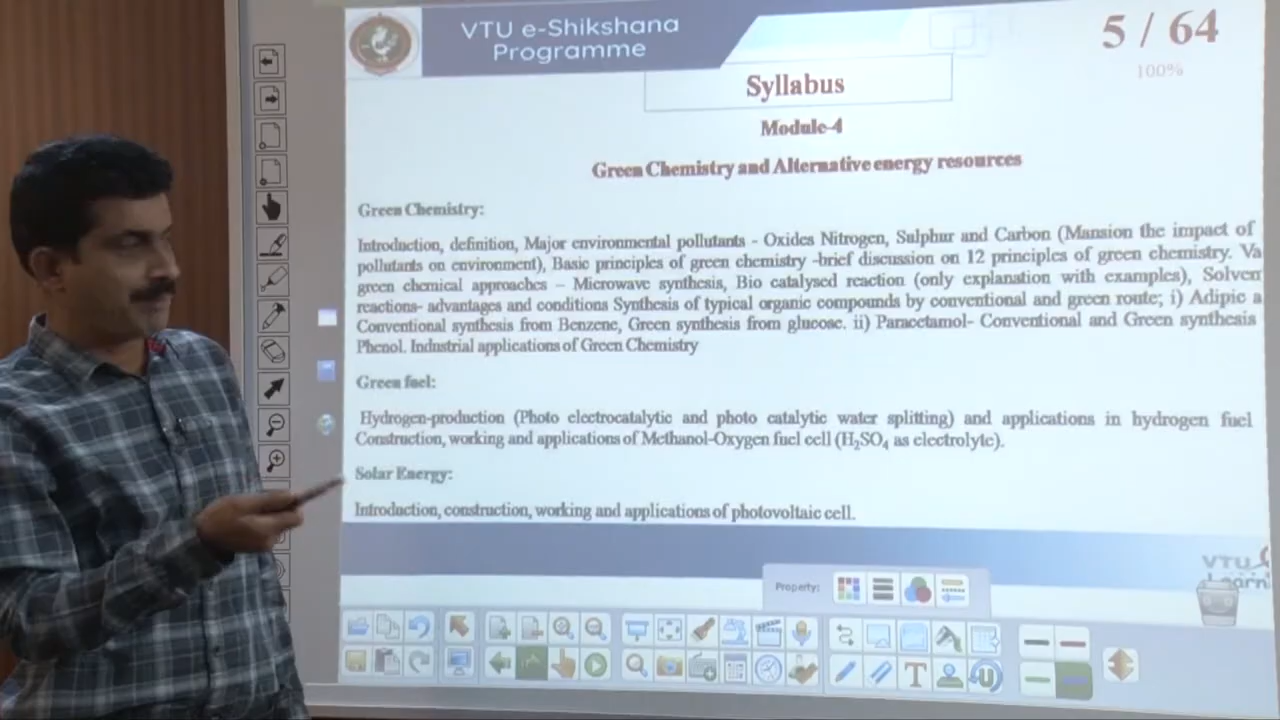 VTU e-Shikshana
Programme
5 / 64
100%
Syllabus
Module-4
Green Chemistry and Alternative energy resources
Green Chemistry:
Introduction, definition, Major environmental pollutants - Oxides Nitrogen, Sulphur and Carbon (Mansion the impact of
pollutants on environment), Basic principles of green chemistry -brief discussion on 12 principles of green chemistry. Va
green chemical approaches – Microwave synthesis, Bio catalysed reaction (only explanation with examples), Solven
reactions- advantages and conditions Synthesis of typical organic compounds by conventional and green route; i) Adipic a
Conventional synthesis from Benzene, Green synthesis from glucose. ii) Paracetamol- Conventional and Green synthesis
Phenol. Industrial applications of Green Chemistry
Green fuel:
Hydrogen-production (Photo electrocatalytic and photo catalytic water splitting) and applications in hydrogen fuel
Construction, working and applications of Methanol-Oxygen fuel cell (H₂SO₄ as electrolyte).
Solar Energy:
Introduction, construction, working and applications of photovoltaic cell.
VTU
Learn
Property:
T